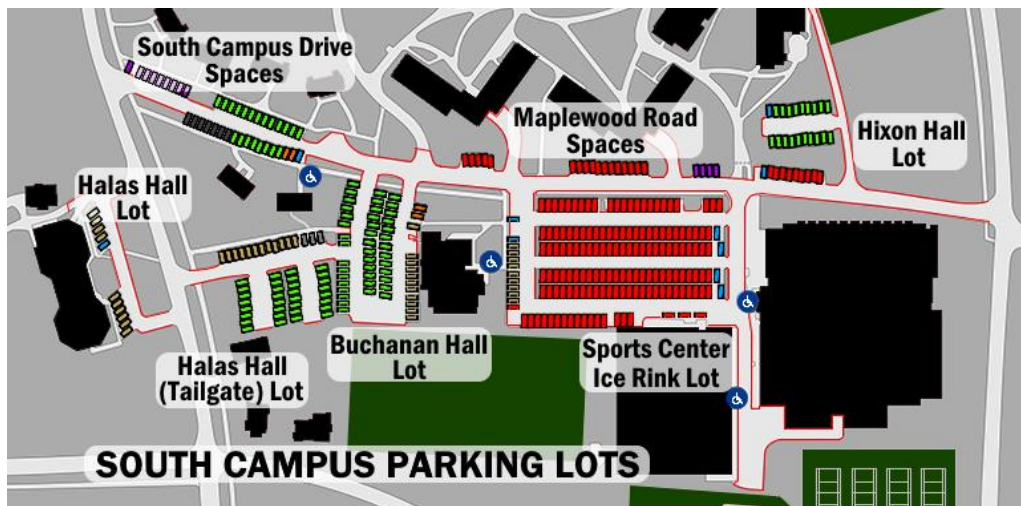 South Campus Drive
Spaces
Maplewood Road
Spaces
Hixon Hall
Lot
Halas Hall
Lot
Buchanan Hall
Lot
Sports Center
Ice Rink Lot
Halas Hall
(Tailgate) Lot
SOUTH CAMPUS PARKING LOTS